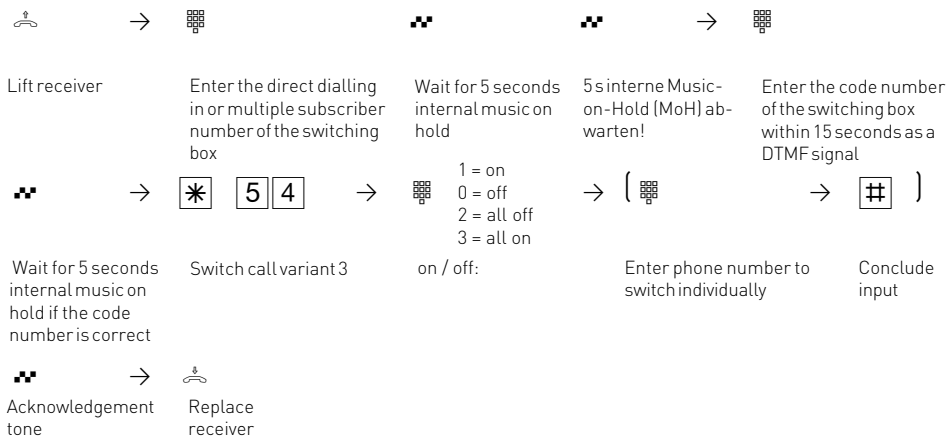 Lift receiver
Enter the direct dialling
in or multiple subscriber
number of the switching
box
Wait for 5 seconds
internal music on
hold
5 s interne Music-
on-Hold (MoH) ab-
warten!
Enter the code number
of the switching box
within 15 seconds as a
DTMF signal
* 5 4
1 = on
0 = off
2 = all off
3 = all on
( # )
Wait for 5 seconds
internal music on
hold if the code
number is correct
Switch call variant 3
on / off:
Enter phone number to
switch individually
Conclude
input
Acknowledgement
tone
Replace
receiver